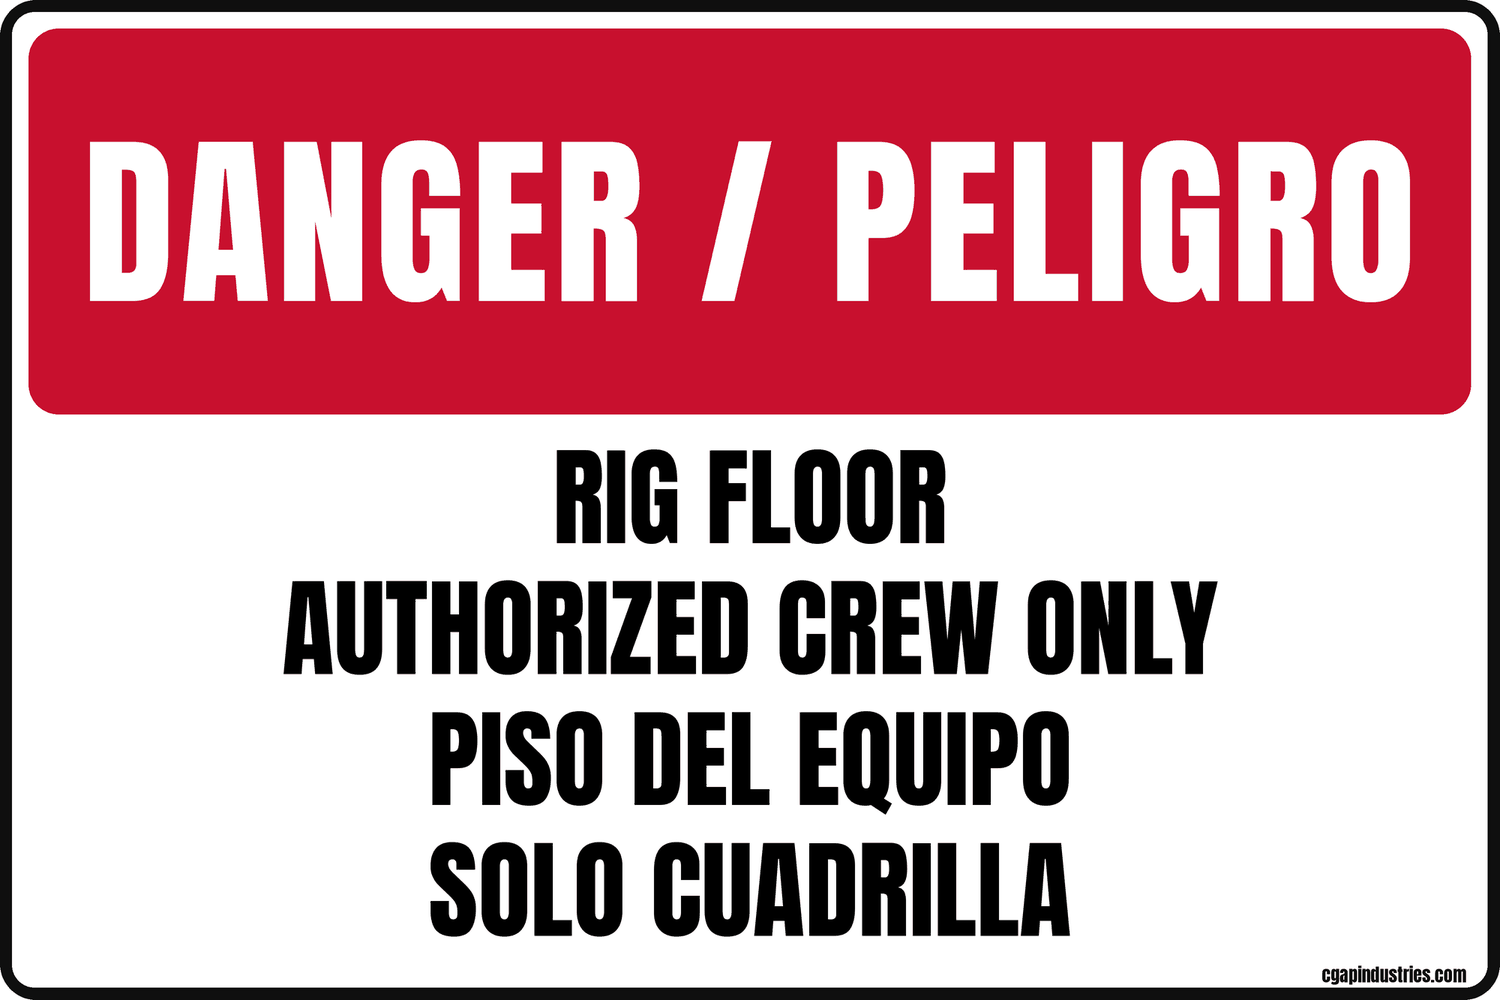 DANGER / PELIGRO
RIG FLOOR
AUTHORIZED CREW ONLY
PISO DEL EQUIPO
SOLO CUADRILLA
cgapindustries.com